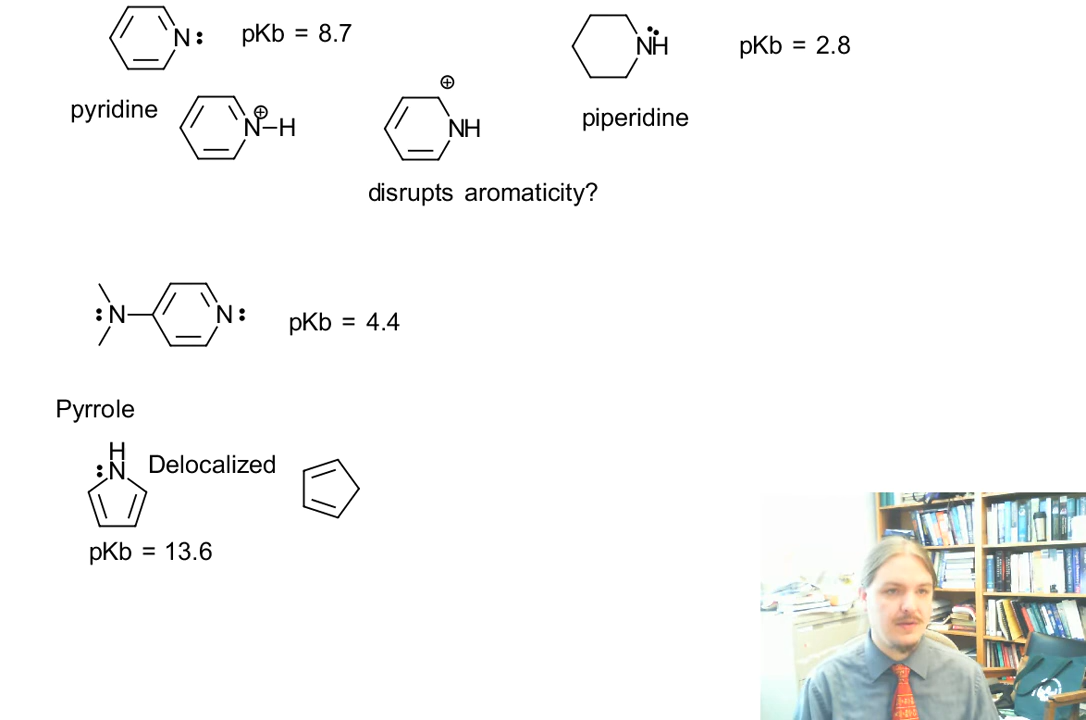 N:
pKb = 8.7
NH
pKb = 2.8
pyridine
N–H
⊕
⊕
NH
piperidine
disrupts aromaticity?
:N
N:
pKb = 4.4
Pyrrole
H
:N
Delocalized
pKb = 13.6